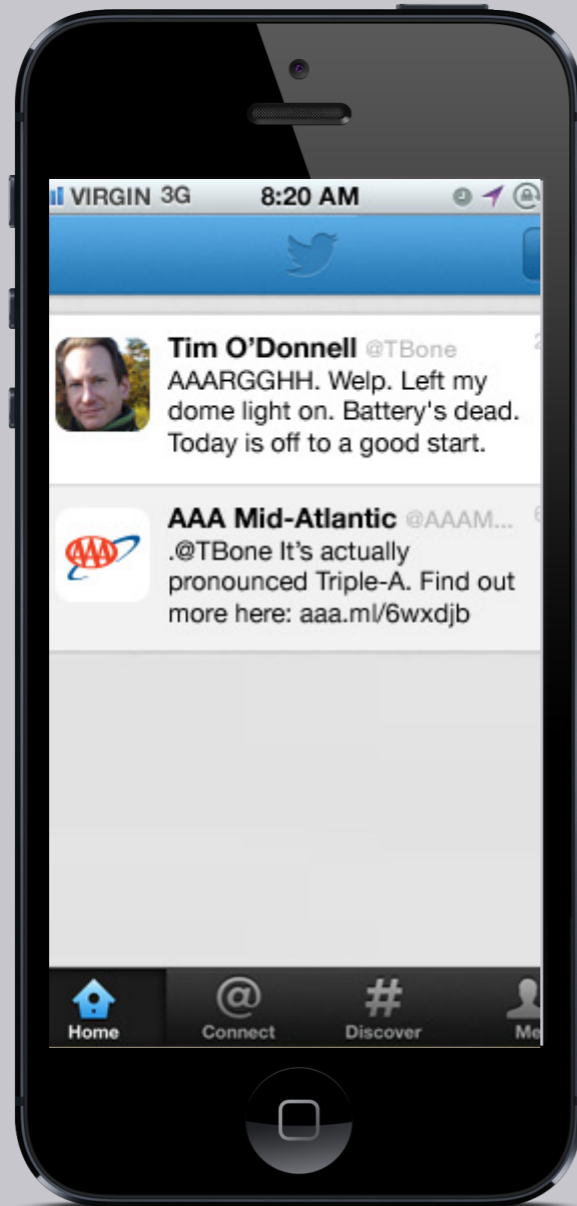 VIRGIN 3G 8:20 AM
Tim O'Donnell @TBone
AAARGGHH. Welp. Left my
dome light on. Battery's dead.
Today is off to a good start.
AAA Mid-Atlantic @AAAM...
AAA
.@TBone It’s actually
pronounced Triple-A. Find out
more here: aaa.ml/6wxdjb
Home Connect Discover Me